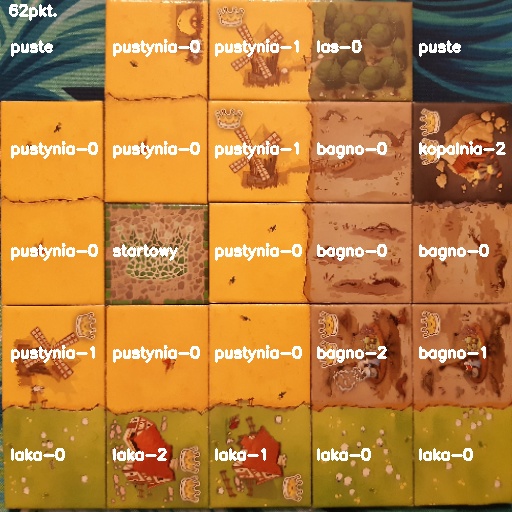 62pkt.
puste pustynia-0 pustynia-1 las-0 puste
pustynia-0 pustynia-0 pustynia-1 bagno-0 kopalnia-2
pustynia-0 startowy pustynia-0 bagno-0 bagno-0
pustynia-1 pustynia-0 pustynia-0 bagno-2 bagno-1
laka-0 laka-2 laka-1 laka-0 laka-0